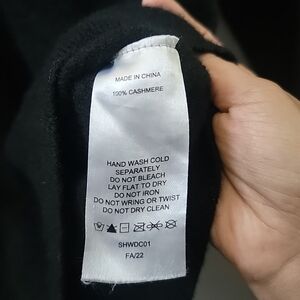 MADE IN CHINA
100% CASHMERE
HAND WASH COLD
SEPARATELY
DO NOT BLEACH
LAY FLAT TO DRY
DO NOT IRON
DO NOT WRING OR TWIST
DO NOT DRY CLEAN
SHWDC01
FA/22